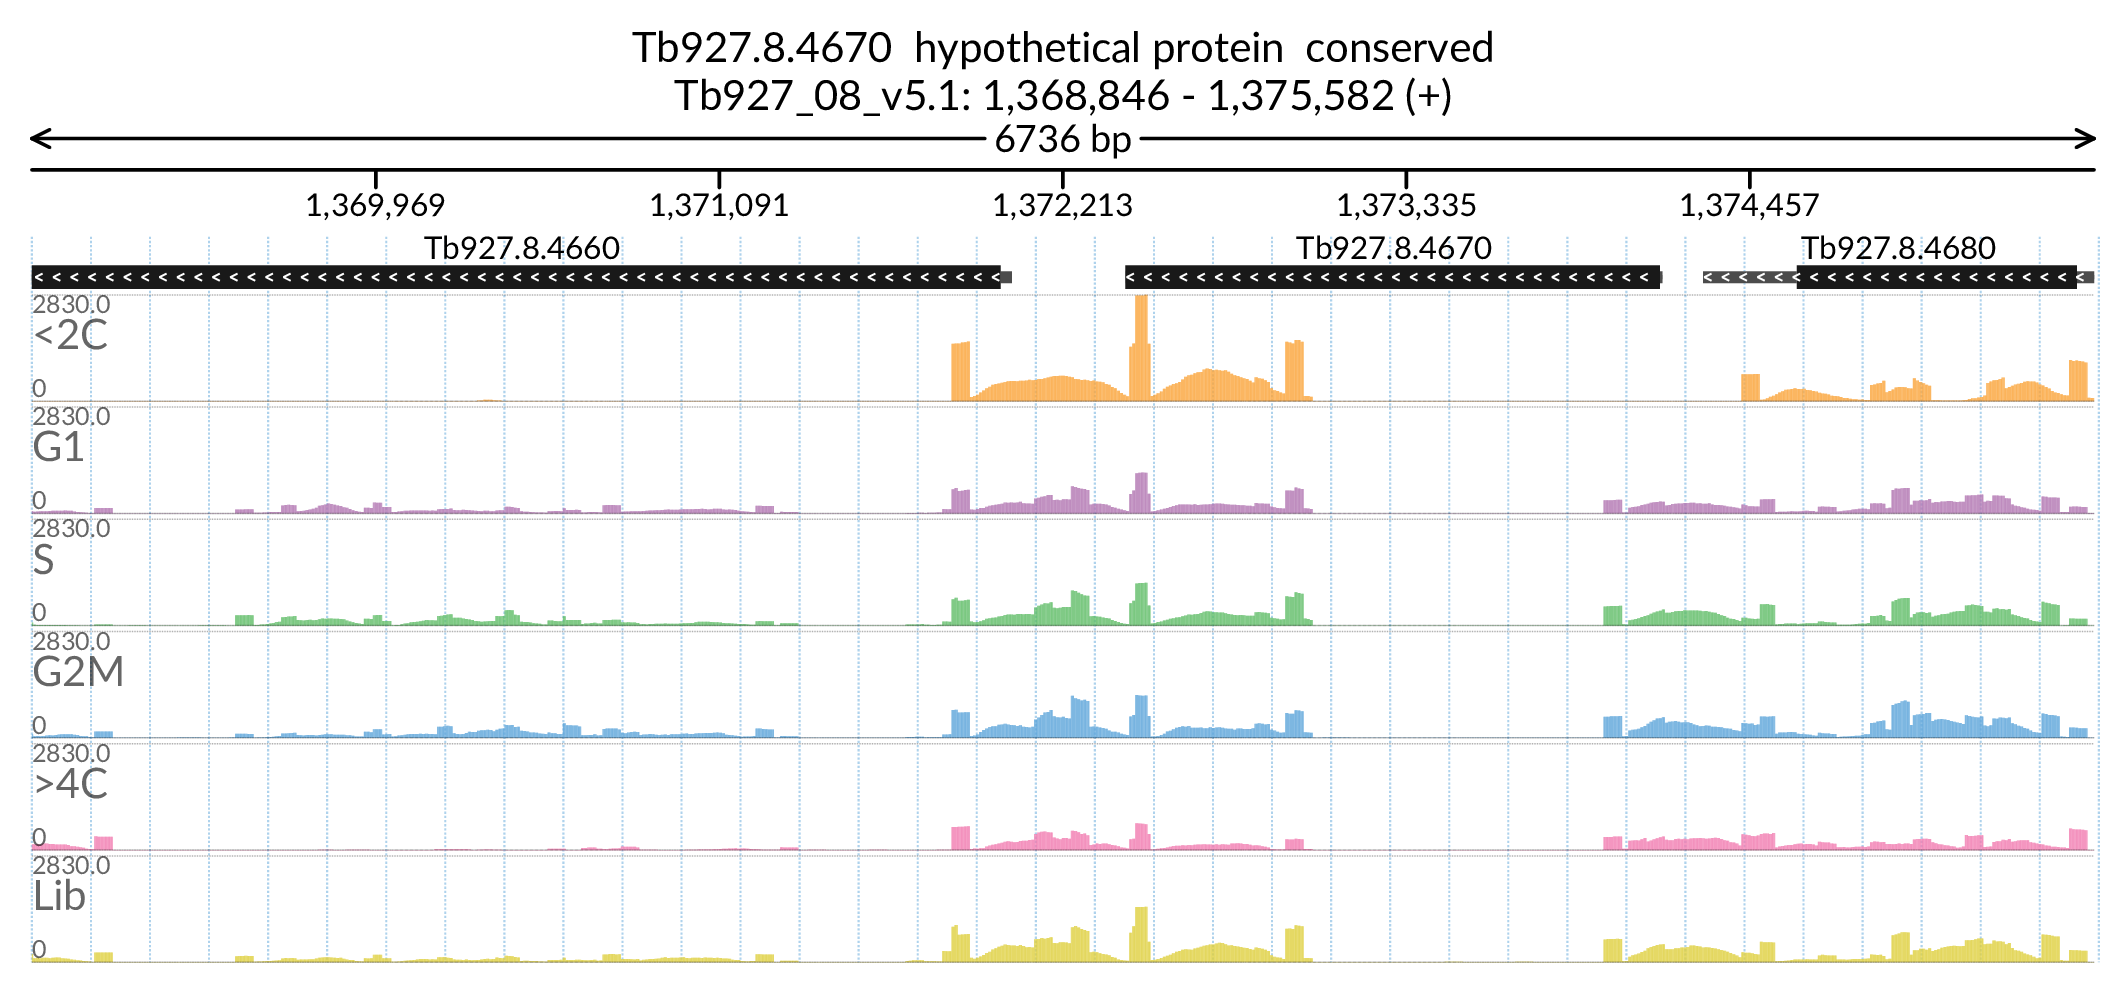 Tb927.8.4670 hypothetical protein conserved
Tb927_08_v5.1: 1,368,846 - 1,375,582 (+)
6736 bp
1,369,969 1,371,091 1,372,213 1,373,335 1,374,457
Tb927.8.4660 Tb927.8.4670 Tb927.8.4680
2830.0
<2C
0
2830.0
G1
0
2830.0
S
0
2830.0
G2M
0
2830.0
>4C
0
2830.0
Lib
0